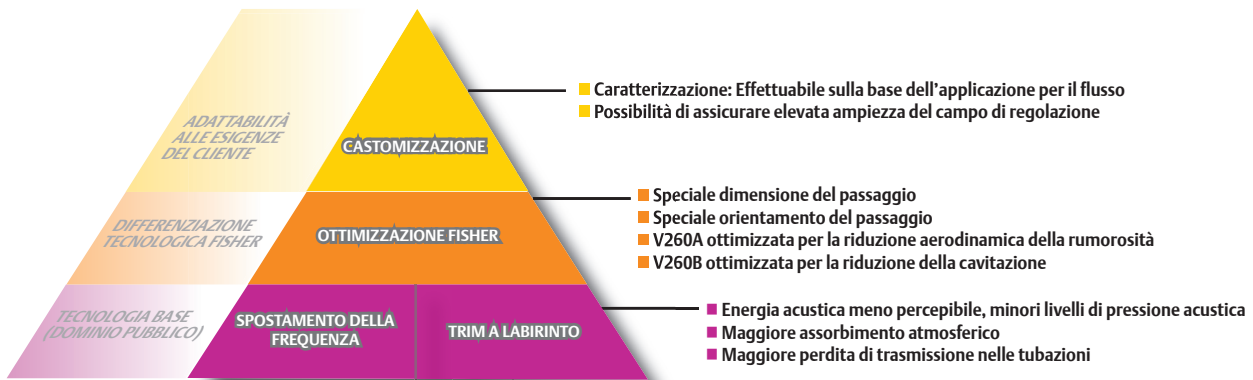 ADATTABILITÀ
ALLE ESIGENZE
DEL CLIENTE
CASTOMIZZAZIONE
Caratterizzazione: Effettuabile sulla base dell'applicazione per il flusso
Possibilità di assicurare elevata ampiezza del campo di regolazione
DIFFERENZIAZIONE
TECNOLOGICA FISHER
OTTIMIZZAZIONE FISHER
Speciale dimensione del passaggio
Speciale orientamento del passaggio
V260A ottimizzata per la riduzione aerodinamica della rumorosità
V260B ottimizzata per la riduzione della cavitazione
TECNOLOGIA BASE
(DOMINIO PUBBLICO)
SPOSTAMENTO DELLA
FREQUENZA
TRIM A LABIRINTO
Energia acustica meno percepibile, minori livelli di pressione acustica
Maggiore assorbimento atmosferico
Maggiore perdita di trasmissione nelle tubazioni